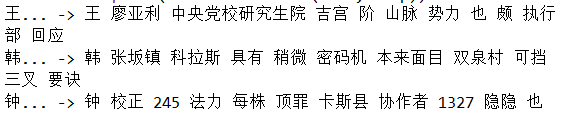 王... -> 王 廖亚利 中央党校研究生院 吉宫 阶 山脉 势力 也 颇 执行
部 回应
韩... -> 韩 张坂镇 科拉斯 具有 稍微 密码机 本来面目 双泉村 可挡
三叉 要诀
钟... -> 钟 校正 245 法力 每株 顶罪 卡斯县 协作者 1327 隐隐 也